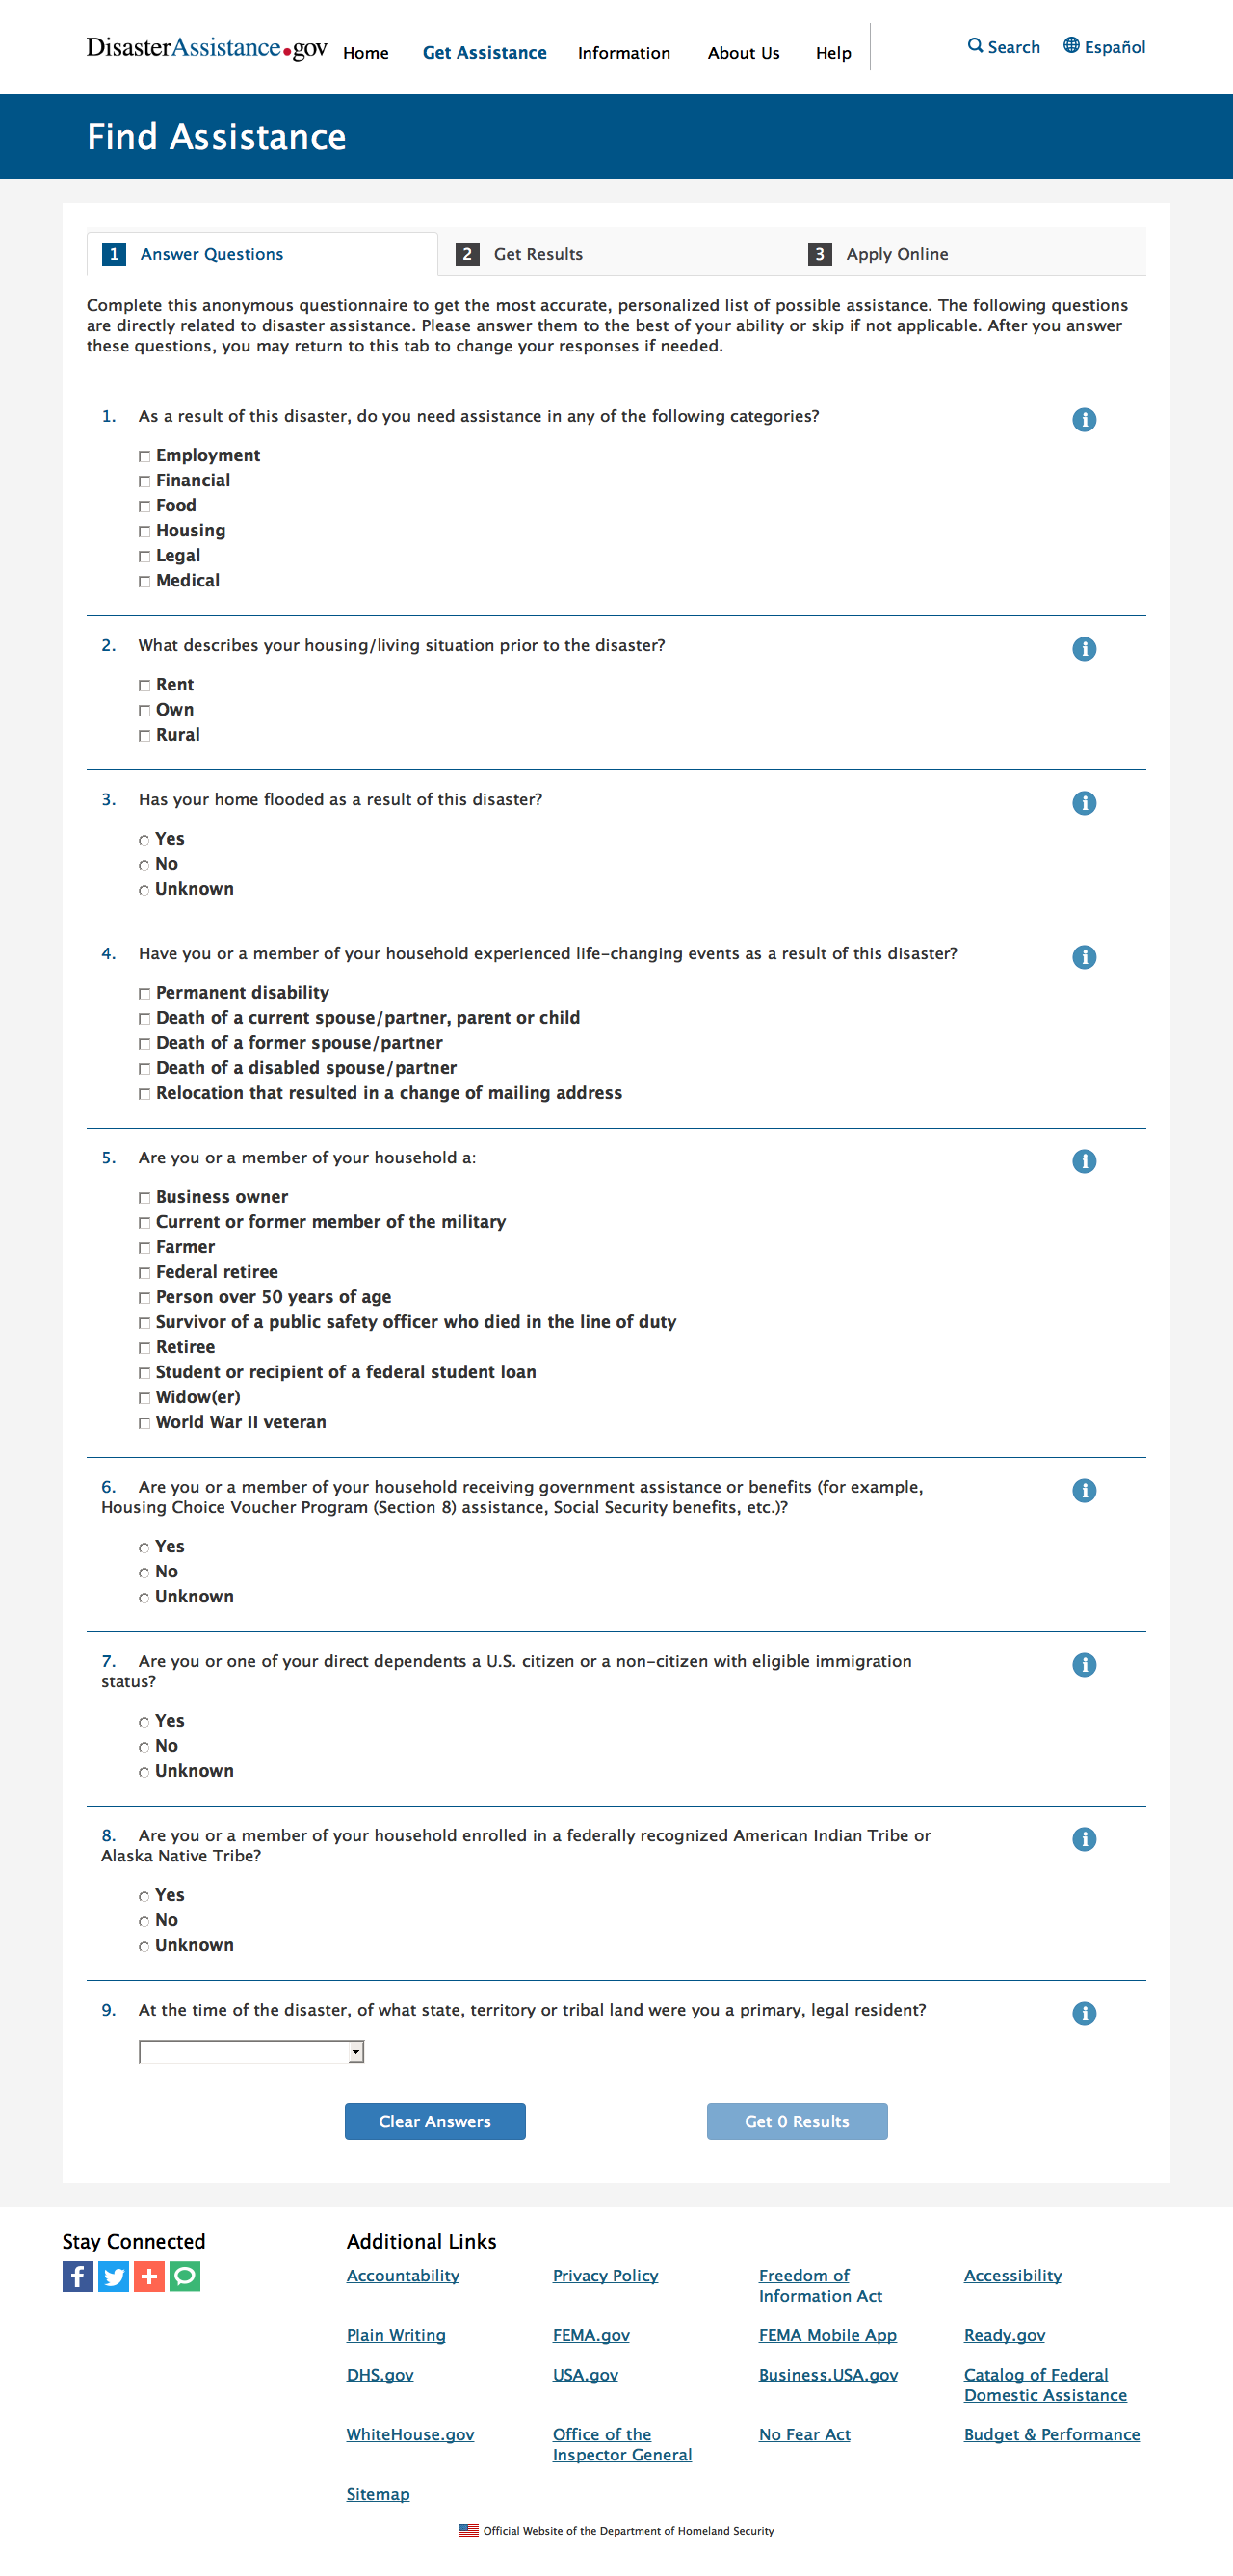 DisasterAssistance.gov Home Get Assistance Information About Us Help Search Español
Find Assistance
1 Answer Questions 2 Get Results 3 Apply Online
Complete this anonymous questionnaire to get the most accurate, personalized list of possible assistance. The following questions
are directly related to disaster assistance. Please answer them to the best of your ability or skip if not applicable. After you answer
these questions, you may return to this tab to change your responses if needed.
1. As a result of this disaster, do you need assistance in any of the following categories?
Employment
Financial
Food
Housing
Legal
Medical
2. What describes your housing/living situation prior to the disaster?
Rent
Own
Rural
3. Has your home flooded as a result of this disaster?
Yes
No
Unknown
4. Have you or a member of your household experienced life-changing events as a result of this disaster?
Permanent disability
Death of a current spouse/partner, parent or child
Death of a former spouse/partner
Death of a disabled spouse/partner
Relocation that resulted in a change of mailing address
5. Are you or a member of your household a:
Business owner
Current or former member of the military
Farmer
Federal retiree
Person over 50 years of age
Survivor of a public safety officer who died in the line of duty
Retiree
Student or recipient of a federal student loan
Widow(er)
World War II veteran
6. Are you or a member of your household receiving government assistance or benefits (for example,
Housing Choice Voucher Program (Section 8) assistance, Social Security benefits, etc.)?
Yes
No
Unknown
7. Are you or one of your direct dependents a U.S. citizen or a non-citizen with eligible immigration
status?
Yes
No
Unknown
8. Are you or a member of your household enrolled in a federally recognized American Indian Tribe or
Alaska Native Tribe?
Yes
No
Unknown
9. At the time of the disaster, of what state, territory or tribal land were you a primary, legal resident?
Clear Answers Get 0 Results
Stay Connected
Additional Links
Accountability Privacy Policy Freedom of Accessibility
Information Act
Plain Writing FEMA.gov FEMA Mobile App Ready.gov
DHS.gov USA.gov Business.USA.gov Catalog of Federal
Domestic Assistance
WhiteHouse.gov Office of the No Fear Act Budget & Performance
Inspector General
Sitemap
Official Website of the Department of Homeland Security